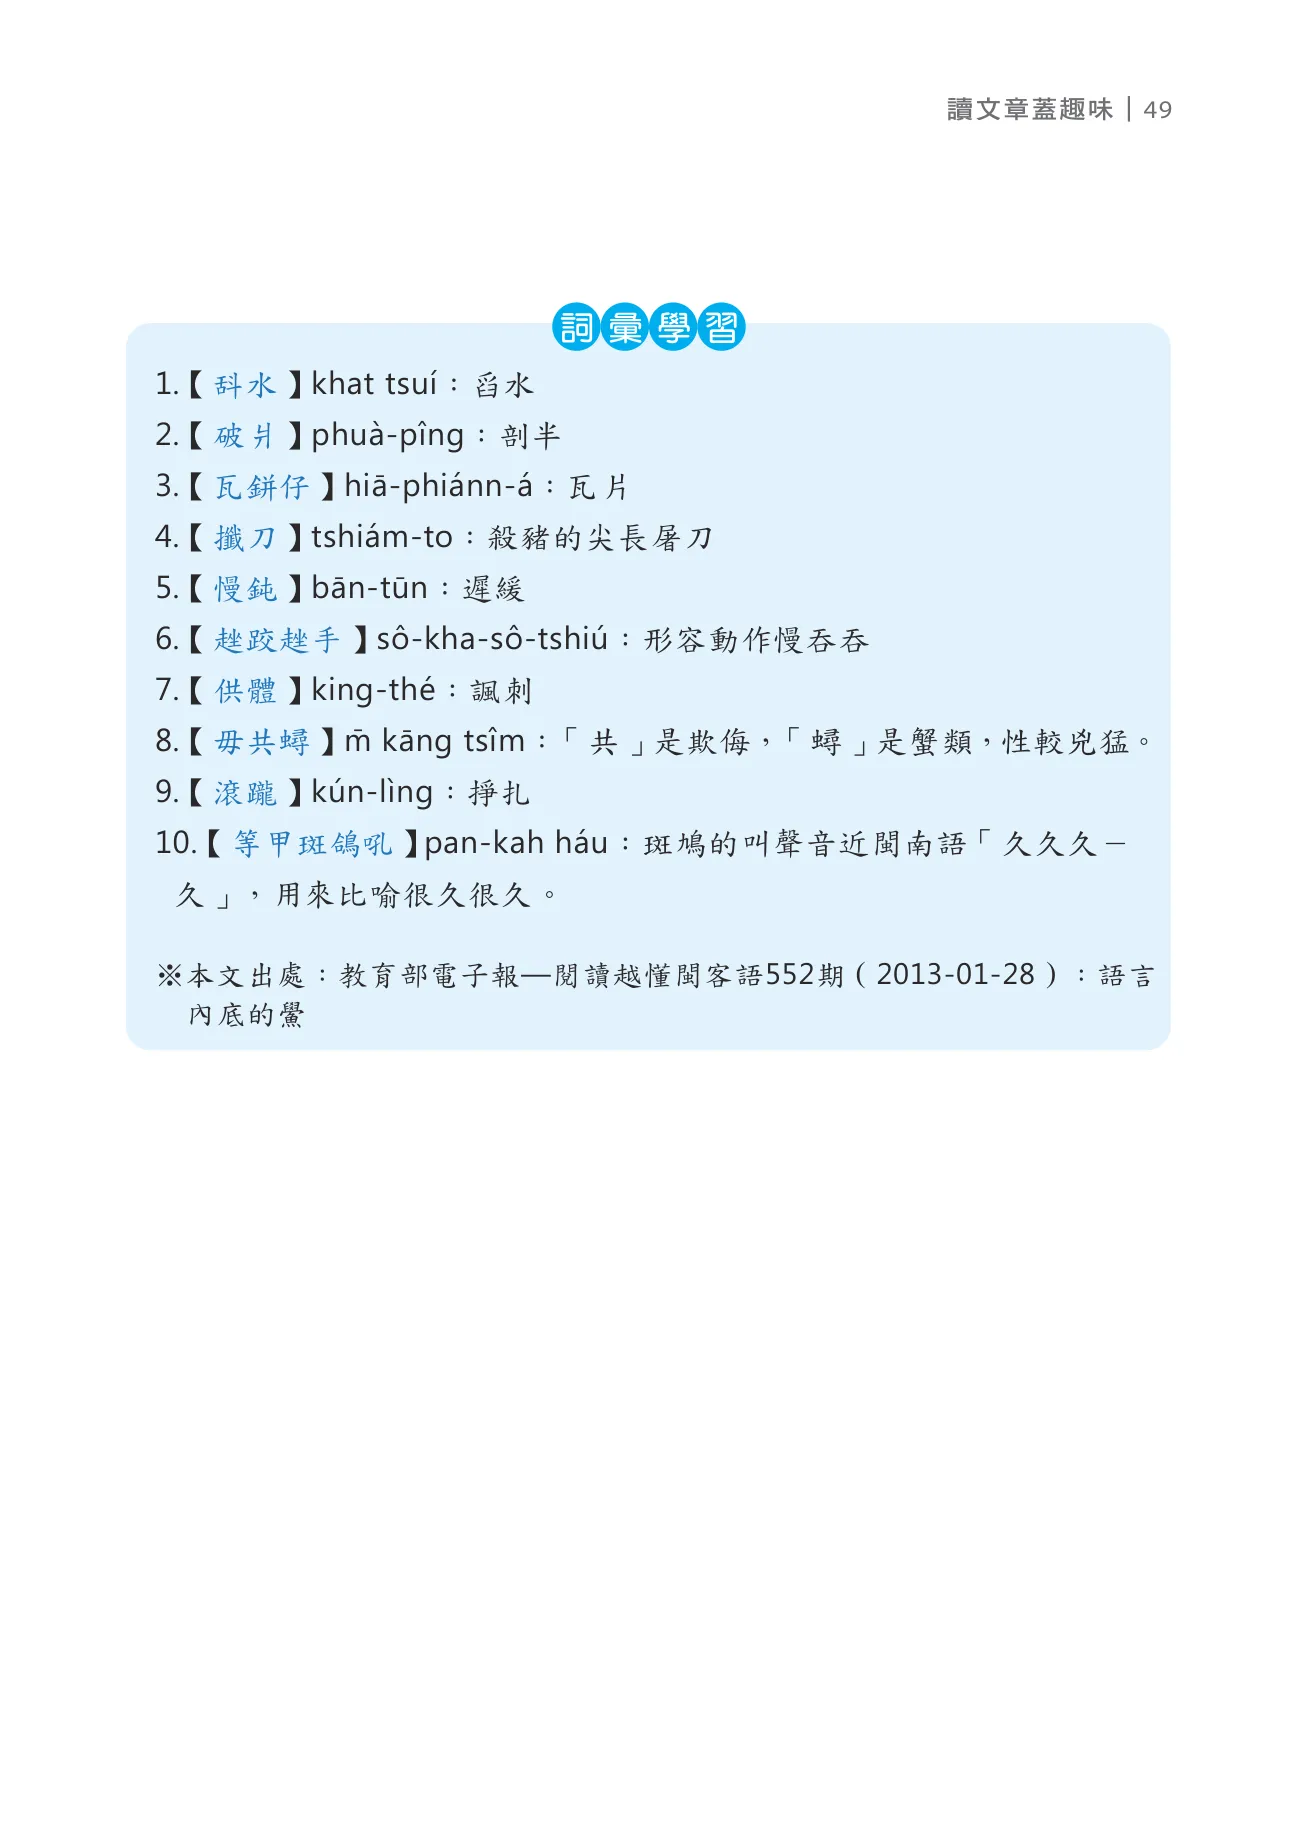 讀文章蓋趣味 | 49
詞彙學習
1.【㪐水】khat tsuí：舀水
2.【破爿】phuà-pîng：剖半
3.【瓦鉼仔】hiā-phiánn-á：瓦片
4.【攕刀】tshiám-to：殺豬的尖長屠刀
5.【慢鈍】bān-tūn：遲緩
6.【趖跤趖手】sô-kha-sô-tshiú：形容動作慢吞吞
7.【供體】king-thé：諷刺
8.【毋共蟳】m̄ kāng tsîm：「共」是欺侮，「蟳」是蟹類，性較兇猛。
9.【滾躘】kún-lìng：掙扎
10.【等甲斑鴿吼】pan-kah háu：斑鳩的叫聲音近閩南語「久久久－
久」，用來比喻很久很久。
※本文出處：教育部電子報—閱讀越懂閩客語552期（2013-01-28）：語言
內底的鱟